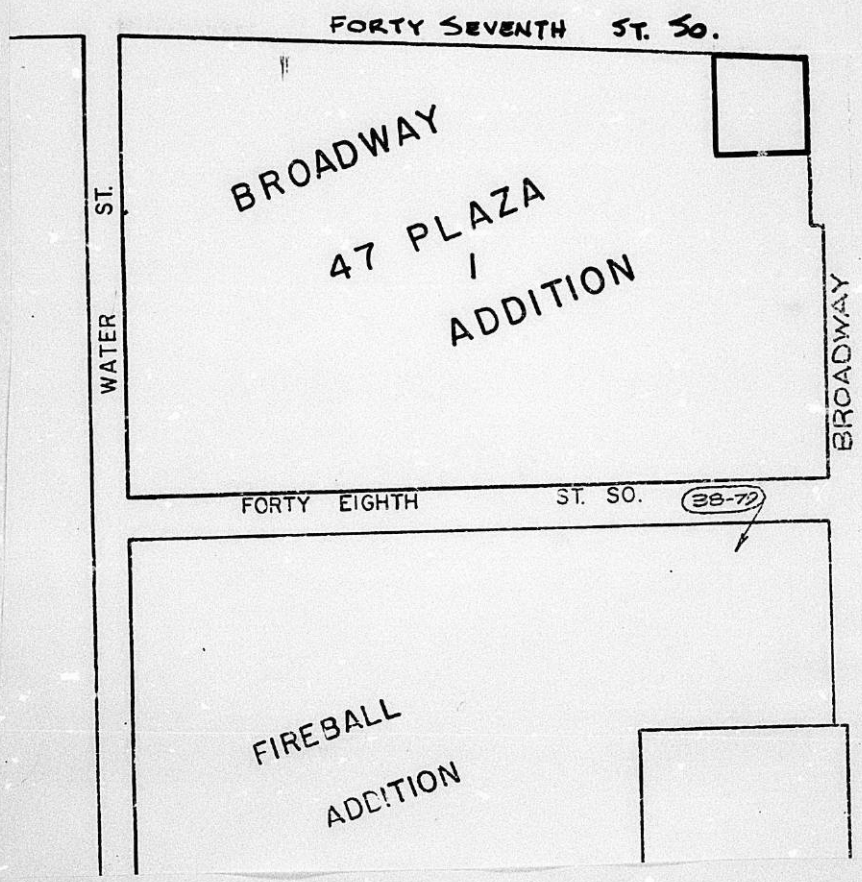 FORTY SEVENTH ST. SO.
BROADWAY
47 PLAZA
1
ADDITION
WATER ST.
BROADWAY
FORTY EIGHTH ST. SO. 38-79
FIREBALL
ADDITION